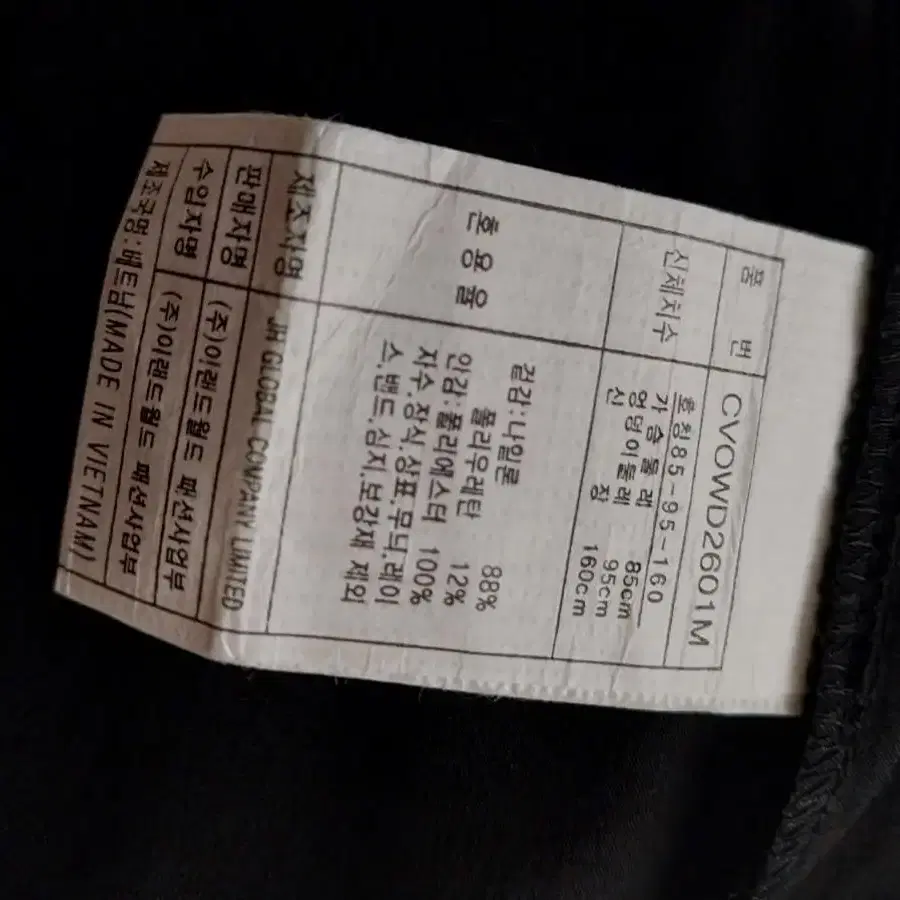 품 번 CVOWD2601M
신체치수 호칭85-95-160
가슴둘레 85cm
엉덩이둘레 95cm
신 장 160cm
혼용율 겉감:나일론 88%
폴리우레탄 12%
안감:폴리에스터 100%
자수.장식.상표.무늬.레이
스.밴드.심지.보강재 제외
제조자명 JH GLOBAL COMPANY LIMITED
판매자명 (주)이랜드월드 패션사업부
수입자명 (주)이랜드월드 패션사업부
제조국명:베트남(MADE IN VIETNAM)